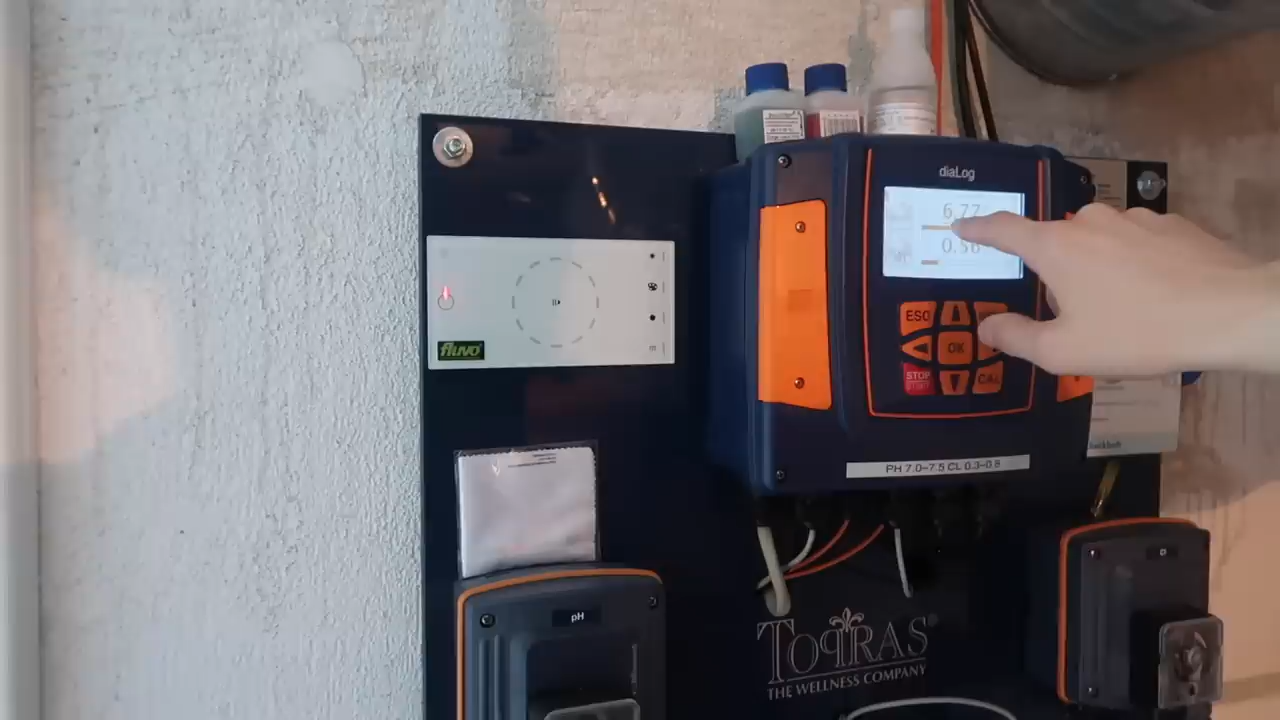 diaLog
6.77
0.56
ESC
OK
STOP
START
CAL
fluvo
PH 7.0-7.5 CL 0.3-0.8
pH
TOPRAS®
THE WELLNESS COMPANY